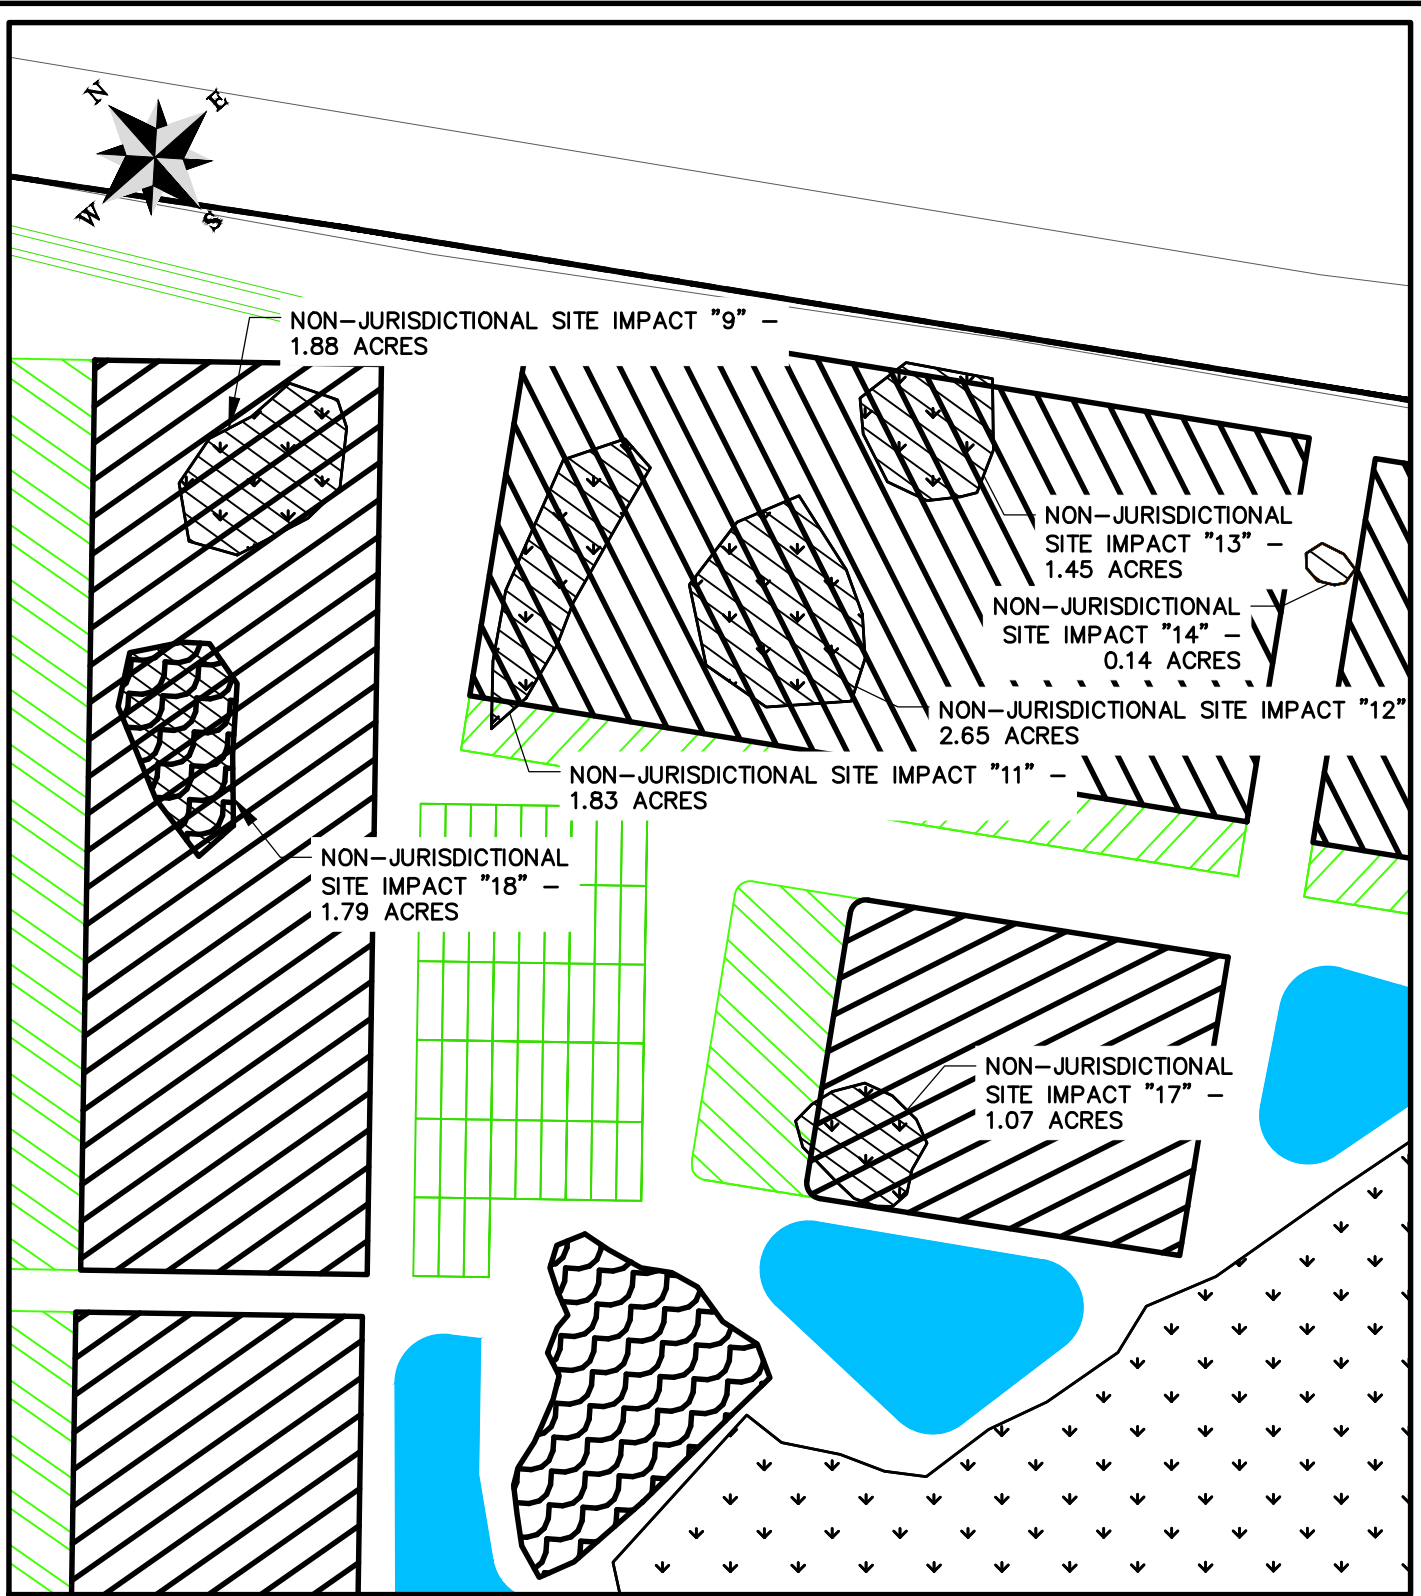 N
E
W
S
NON-JURISDICTIONAL SITE IMPACT "9" -
1.88 ACRES
NON-JURISDICTIONAL
SITE IMPACT "13" -
1.45 ACRES
NON-JURISDICTIONAL
SITE IMPACT "14" -
0.14 ACRES
NON-JURISDICTIONAL SITE IMPACT "12"
2.65 ACRES
NON-JURISDICTIONAL SITE IMPACT "11" -
1.83 ACRES
NON-JURISDICTIONAL
SITE IMPACT "18" -
1.79 ACRES
NON-JURISDICTIONAL
SITE IMPACT "17" -
1.07 ACRES